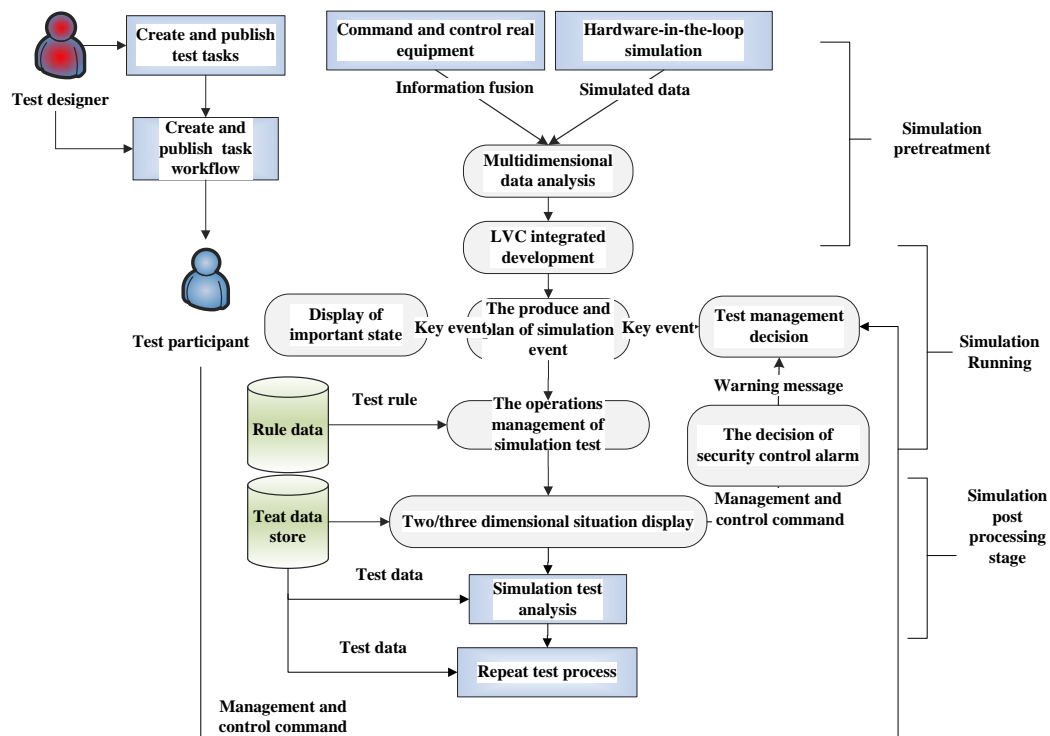 Create and publish
test tasks
Test designer
Create and
publish task
workflow
Test participant
Command and control real
equipment
Hardware-in-the-loop
simulation
Information fusion
Simulated data
Multidimensional
data analysis
LVC integrated
development
Simulation
pretreatment
Display of
important state
Key event
The produce and
plan of simulation
event
Key event
Test management
decision
Simulation
Running
Warning message
Rule data
Test rule
The operations
management of
simulation test
The decision of
security control alarm
Teat data
store
Two/three dimensional situation display
Management and
control command
Simulation
post
processing
stage
Test data
Simulation test
analysis
Test data
Repeat test process
Management and
control command